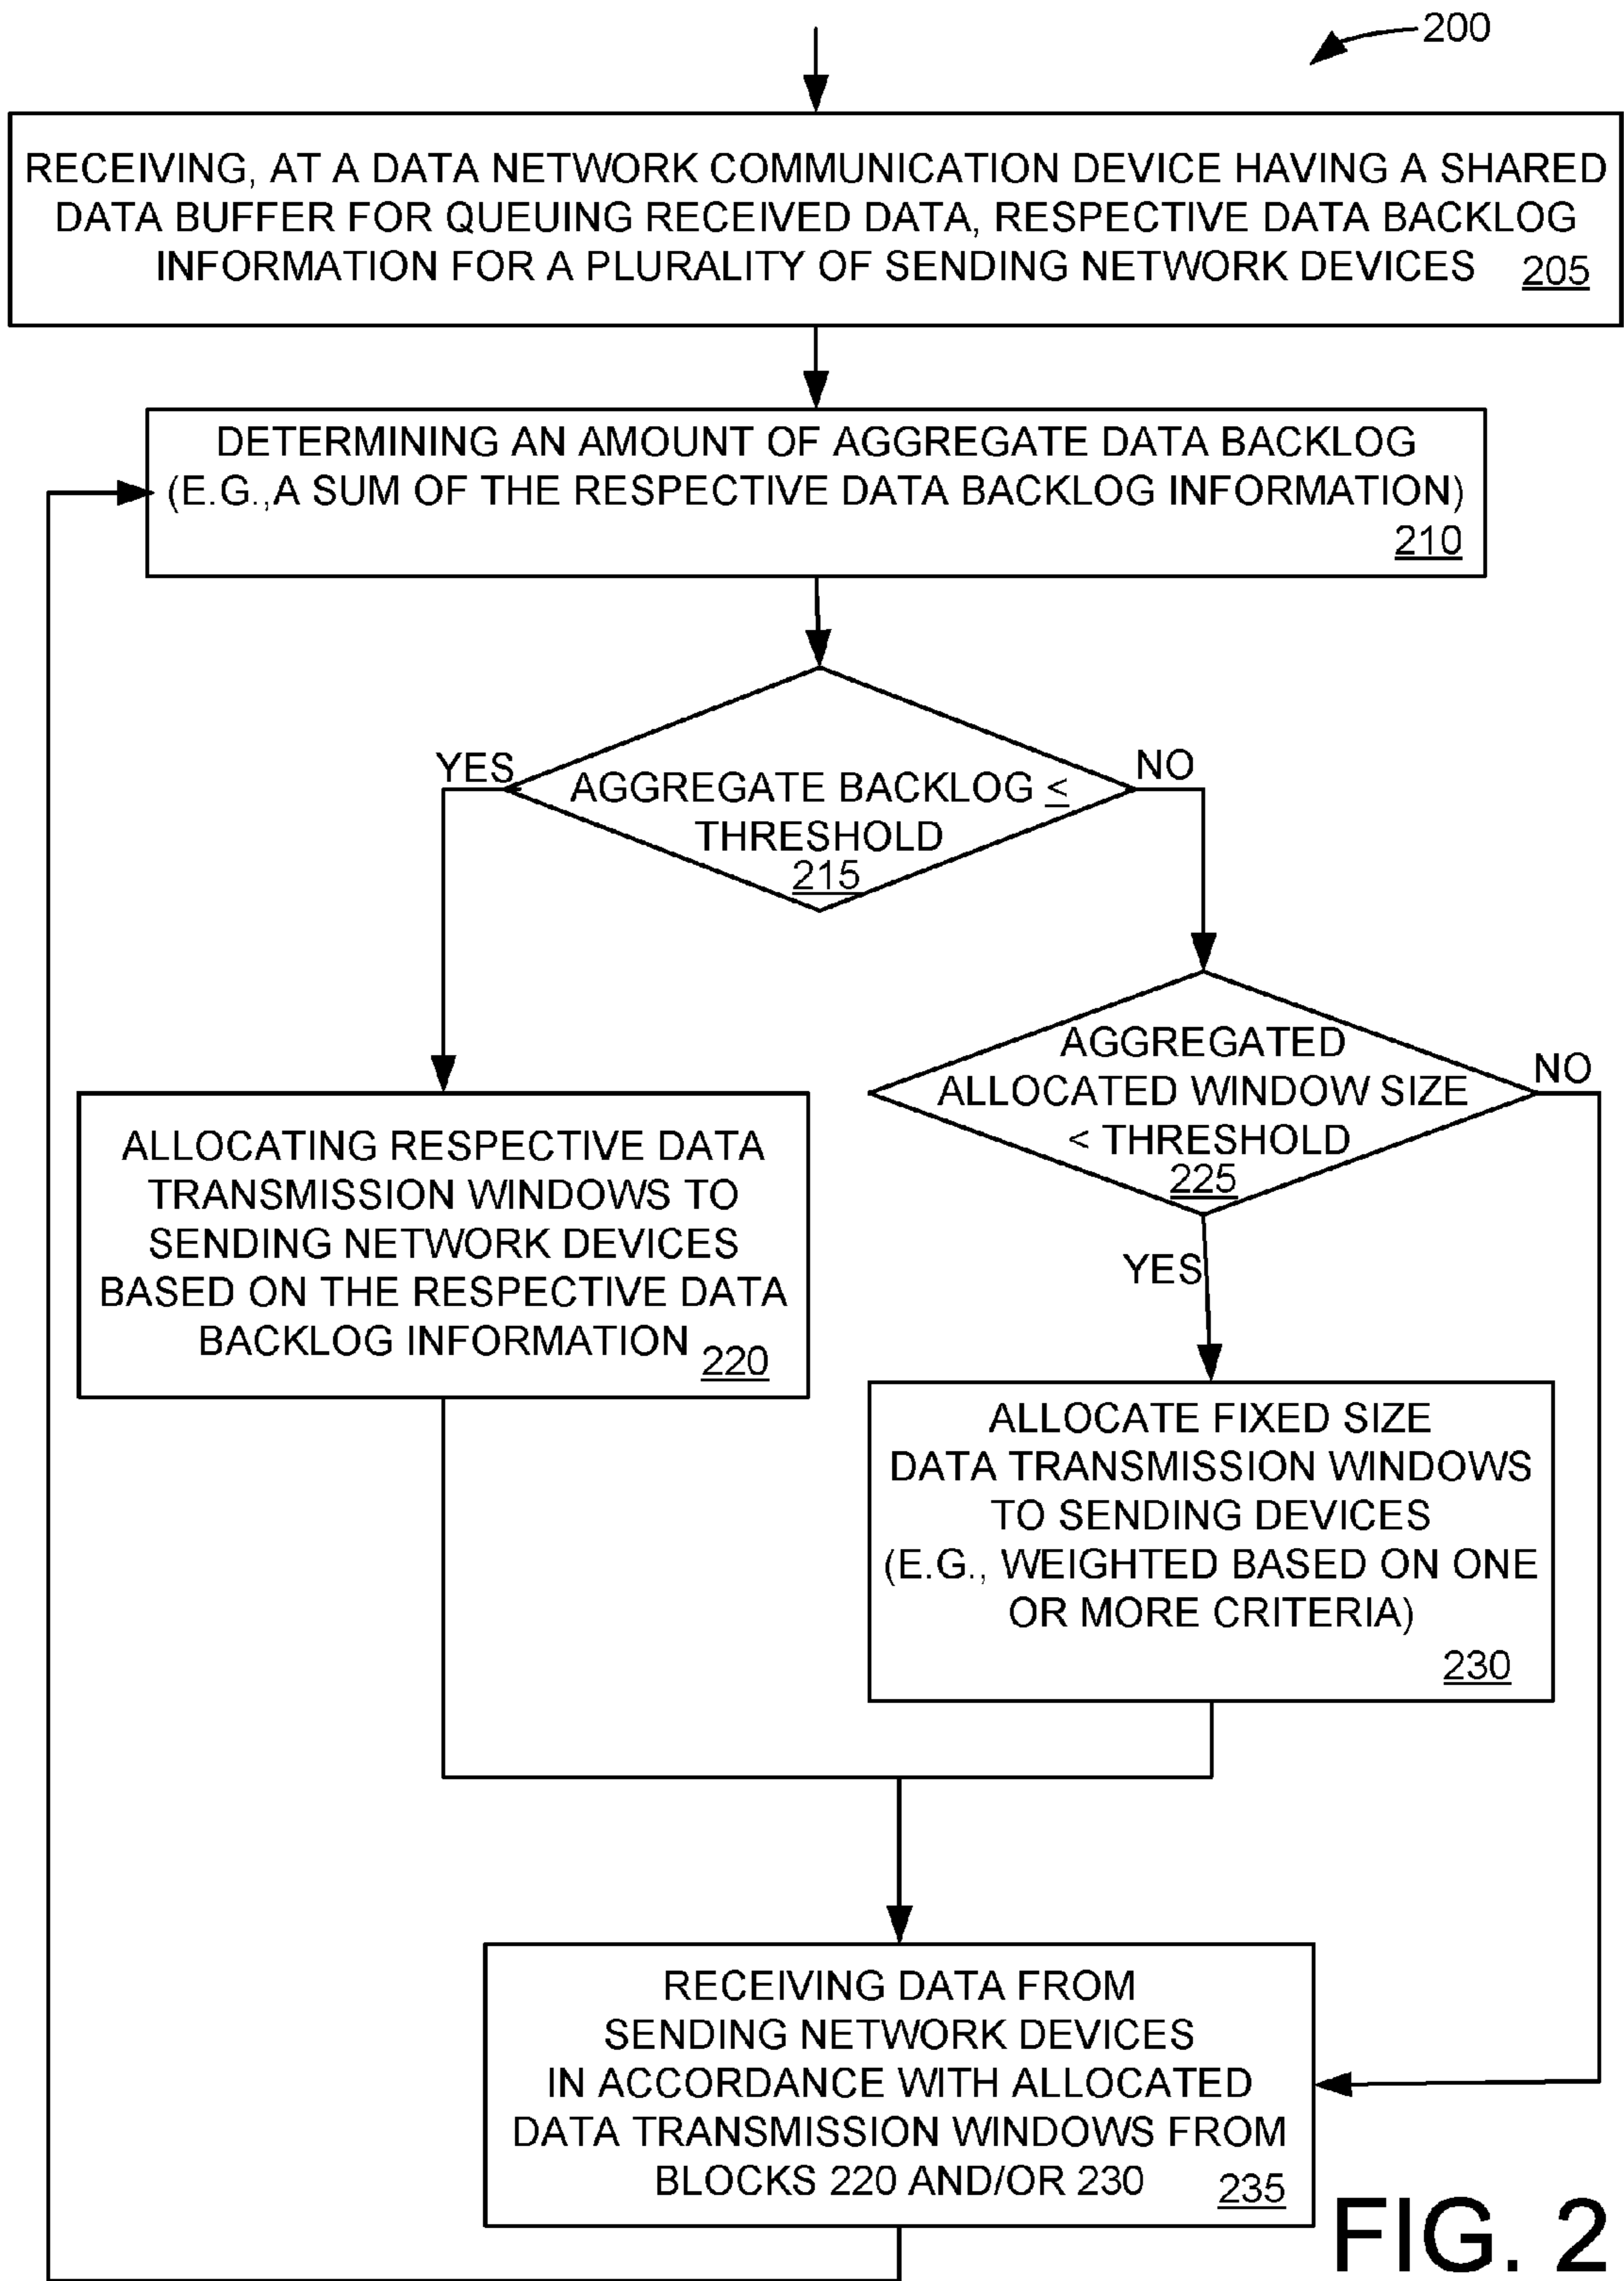 200
RECEIVING, AT A DATA NETWORK COMMUNICATION DEVICE HAVING A SHARED
DATA BUFFER FOR QUEUING RECEIVED DATA, RESPECTIVE DATA BACKLOG
INFORMATION FOR A PLURALITY OF SENDING NETWORK DEVICES 205
DETERMINING AN AMOUNT OF AGGREGATE DATA BACKLOG
(E.G.,A SUM OF THE RESPECTIVE DATA BACKLOG INFORMATION)
210
YES
NO
AGGREGATE BACKLOG ≤
THRESHOLD
215
AGGREGATED
ALLOCATED WINDOW SIZE
< THRESHOLD
225
NO
YES
ALLOCATING RESPECTIVE DATA
TRANSMISSION WINDOWS TO
SENDING NETWORK DEVICES
BASED ON THE RESPECTIVE DATA
BACKLOG INFORMATION 220
ALLOCATE FIXED SIZE
DATA TRANSMISSION WINDOWS
TO SENDING DEVICES
(E.G., WEIGHTED BASED ON ONE
OR MORE CRITERIA)
230
RECEIVING DATA FROM
SENDING NETWORK DEVICES
IN ACCORDANCE WITH ALLOCATED
DATA TRANSMISSION WINDOWS FROM
BLOCKS 220 AND/OR 230 235
FIG. 2